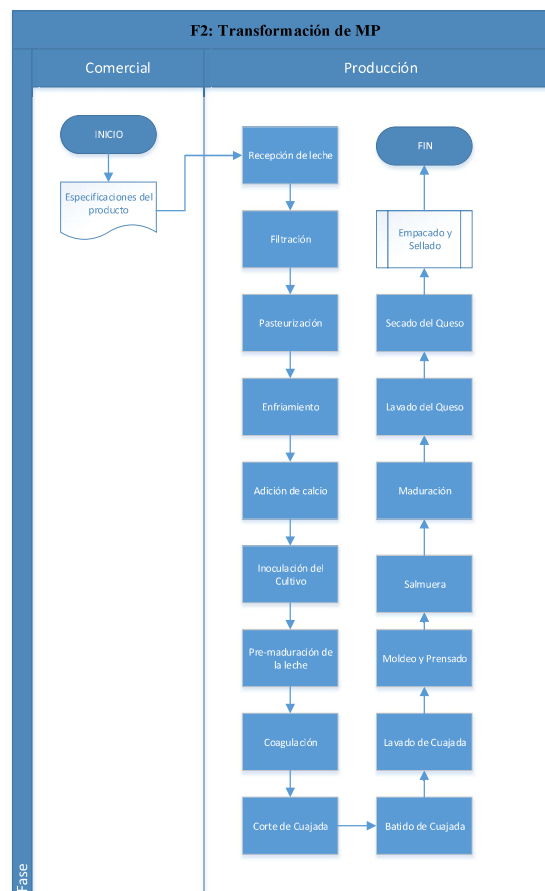 F2: Transformación de MP
Comercial
Producción
INICIO
Especificaciones del
producto
Recepción de leche
Filtración
Pasteurización
Enfriamiento
Adición de calcio
Inoculación del
Cultivo
Pre-maduración de
la leche
Coagulación
Corte de Cuajada
Batido de Cuajada
Lavado de Cuajada
Moldeo y Prensado
Salmuera
Maduración
Lavado del Queso
Secado del Queso
Empacado y
Sellado
FIN
Fase